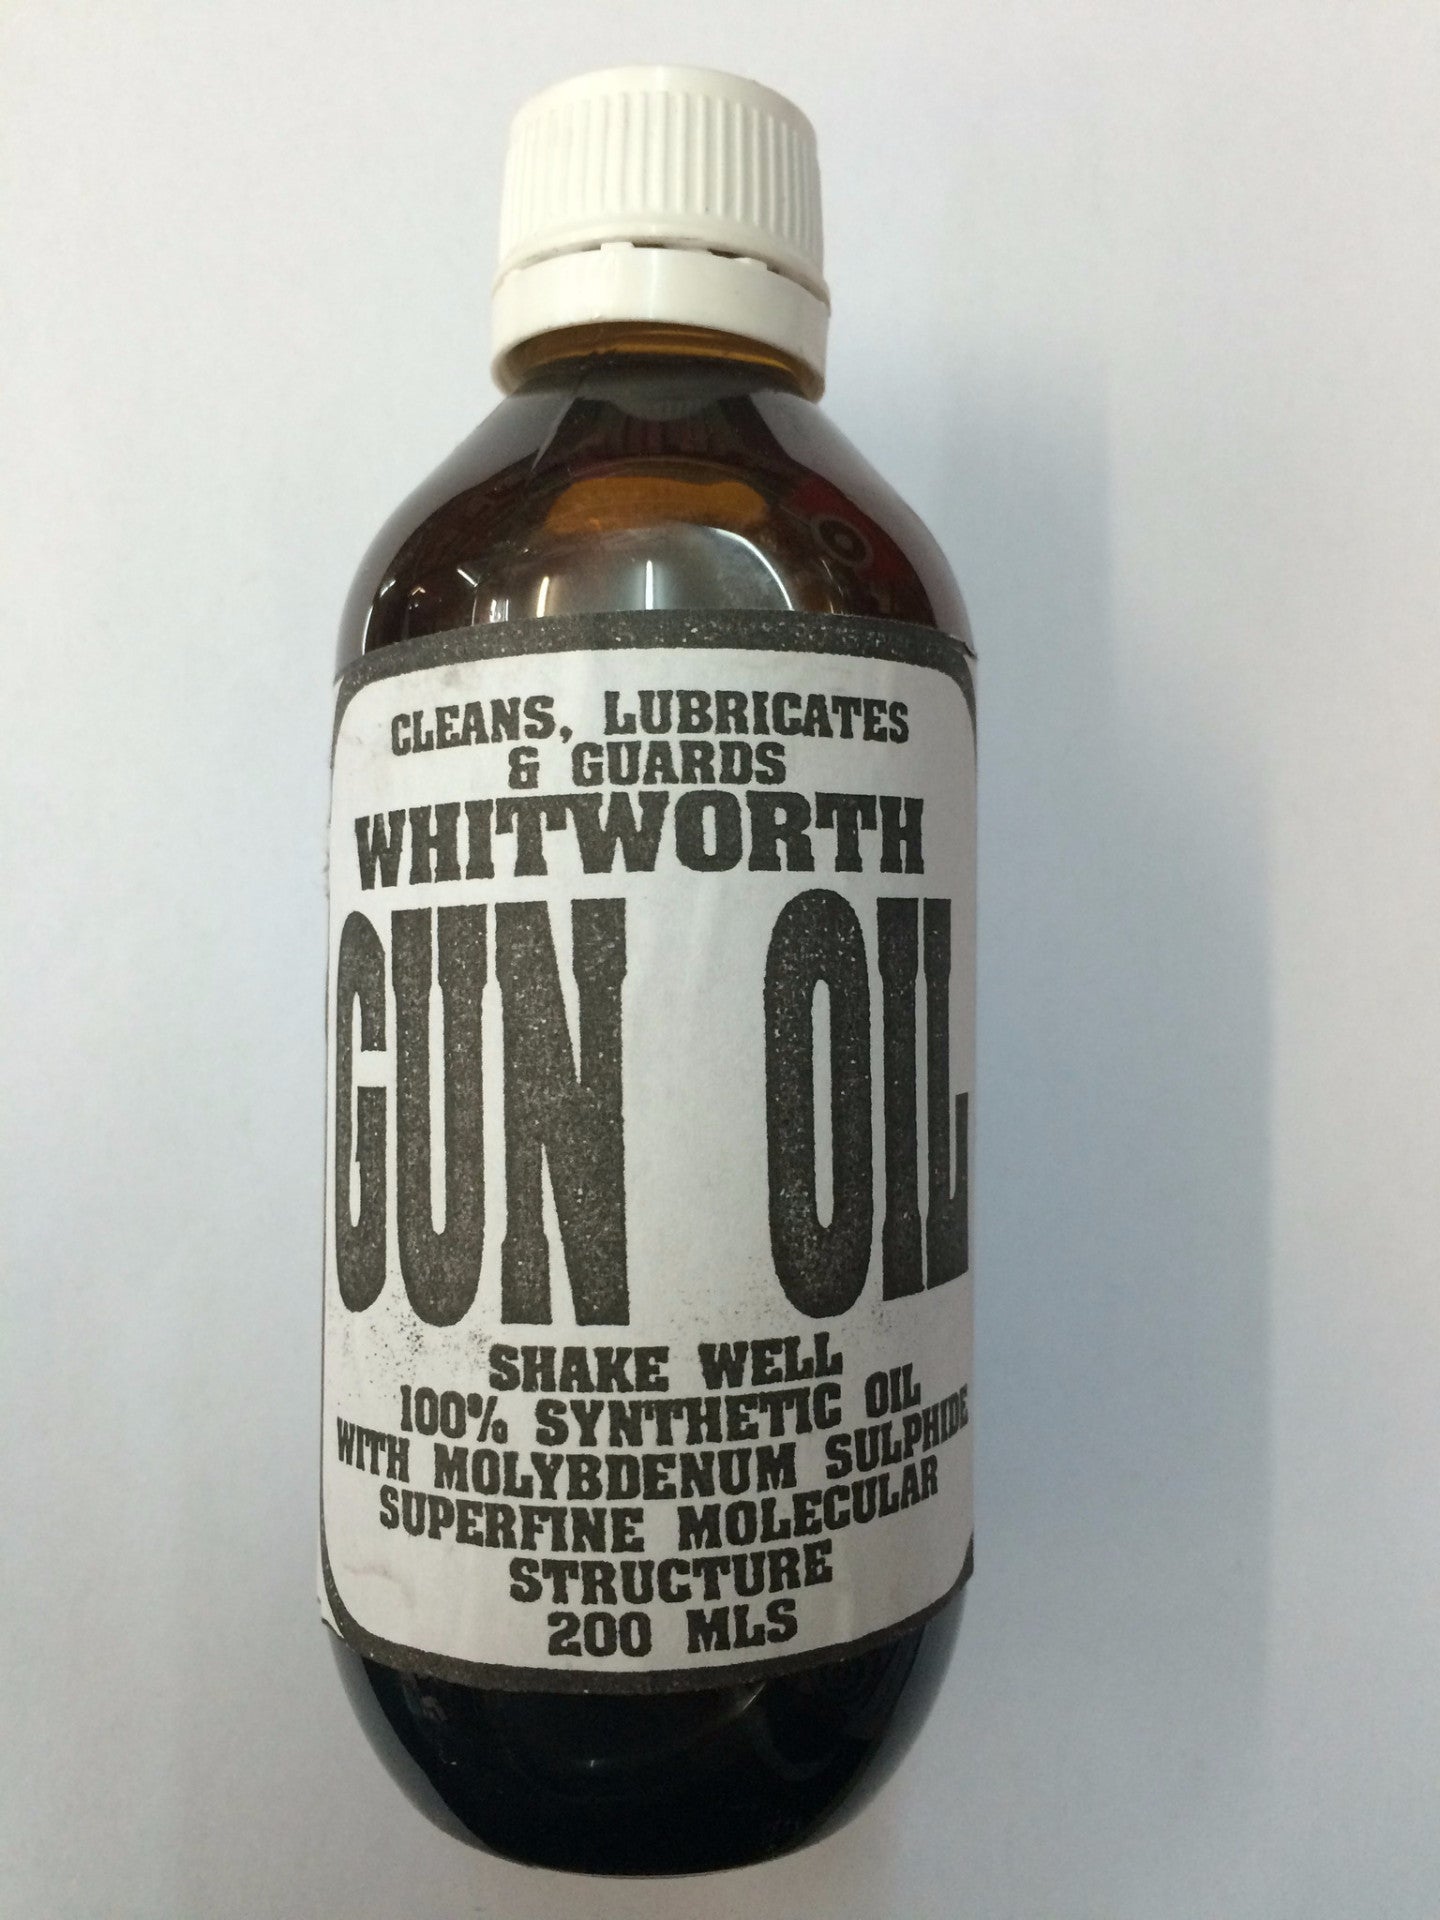 CLEANS, LUBRICATES
& GUARDS
WHITWORTH
GUN OIL
SHAKE WELL
100% SYNTHETIC OIL
WITH MOLYBDENUM SULPHIDE
SUPERFINE MOLECULAR
STRUCTURE
200 MLS